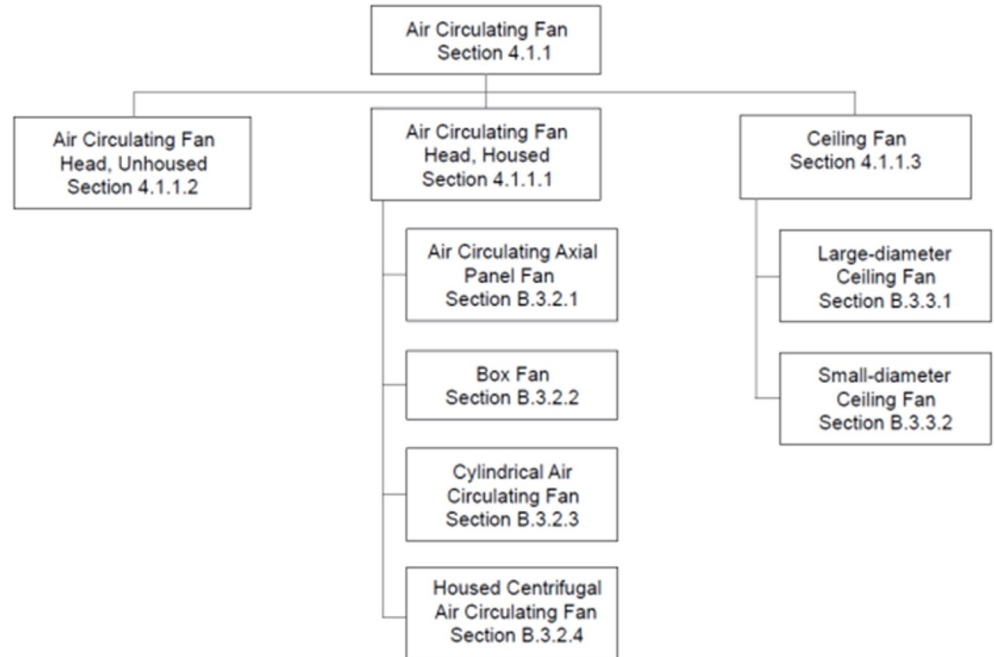 Air Circulating Fan
Section 4.1.1
Air Circulating Fan
Head, Unhoused
Section 4.1.1.2
Air Circulating Fan
Head, Housed
Section 4.1.1.1
Ceiling Fan
Section 4.1.1.3
Air Circulating Axial
Panel Fan
Section B.3.2.1
Box Fan
Section B.3.2.2
Cylindrical Air
Circulating Fan
Section B.3.2.3
Housed Centrifugal
Air Circulating Fan
Section B.3.2.4
Large-diameter
Ceiling Fan
Section B.3.3.1
Small-diameter
Ceiling Fan
Section B.3.3.2